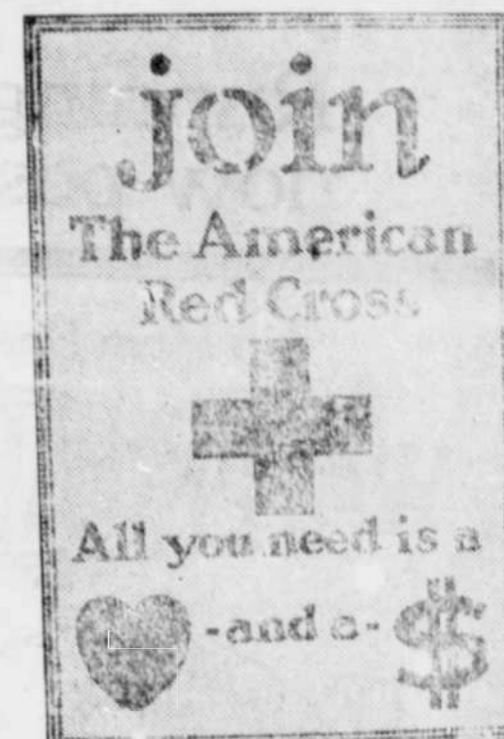 join
The American
Red Cross
All you need is a
-and a- $